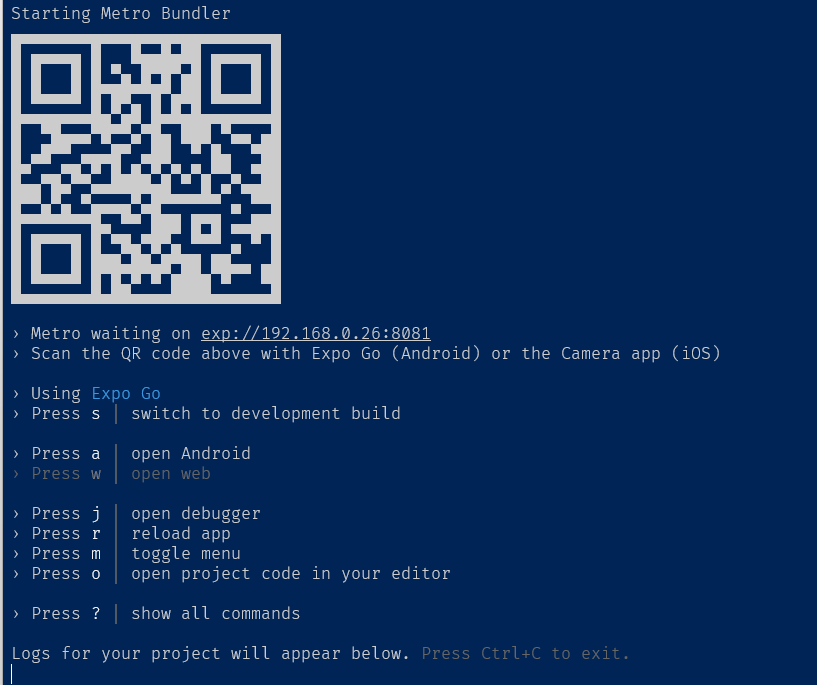 Starting Metro Bundler
› Metro waiting on exp://192.168.0.26:8081
› Scan the QR code above with Expo Go (Android) or the Camera app (iOS)
› Using Expo Go
› Press s │ switch to development build
› Press a │ open Android
› Press w │ open web
› Press j │ open debugger
› Press r │ reload app
› Press m │ toggle menu
› Press o │ open project code in your editor
› Press ? │ show all commands
Logs for your project will appear below. Press Ctrl+C to exit.